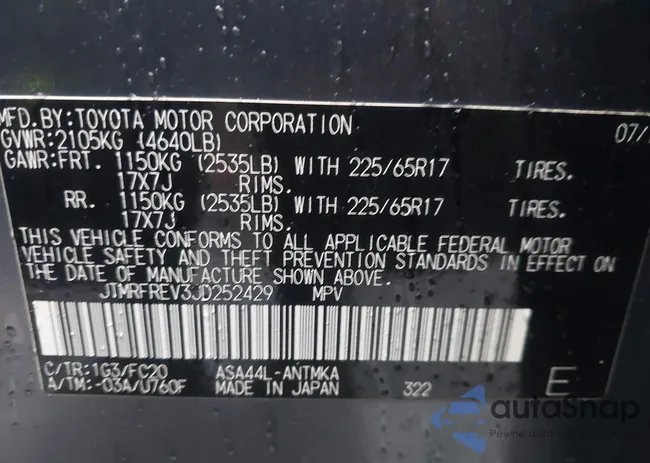 MFD.BY:TOYOTA MOTOR CORPORATION 07/
GVWR:2105KG (4640LB)
GAWR:FRT. 1150KG (2535LB) WITH 225/65R17 TIRES.
17X7J RIMS.
RR. 1150KG (2535LB) WITH 225/65R17 TIRES.
17X7J RIMS.
THIS VEHICLE CONFORMS TO ALL APPLICABLE FEDERAL MOTOR
VEHICLE SAFETY AND THEFT PREVENTION STANDARDS IN EFFECT ON
THE DATE OF MANUFACTURE SHOWN ABOVE.
JTMRFREV3JD252429 MPV
C/TR:1G3/FC20 ASA44L-ANTMKA
A/TM:-03A/U760F MADE IN JAPAN 322 E
autoSnap
Pewne auto